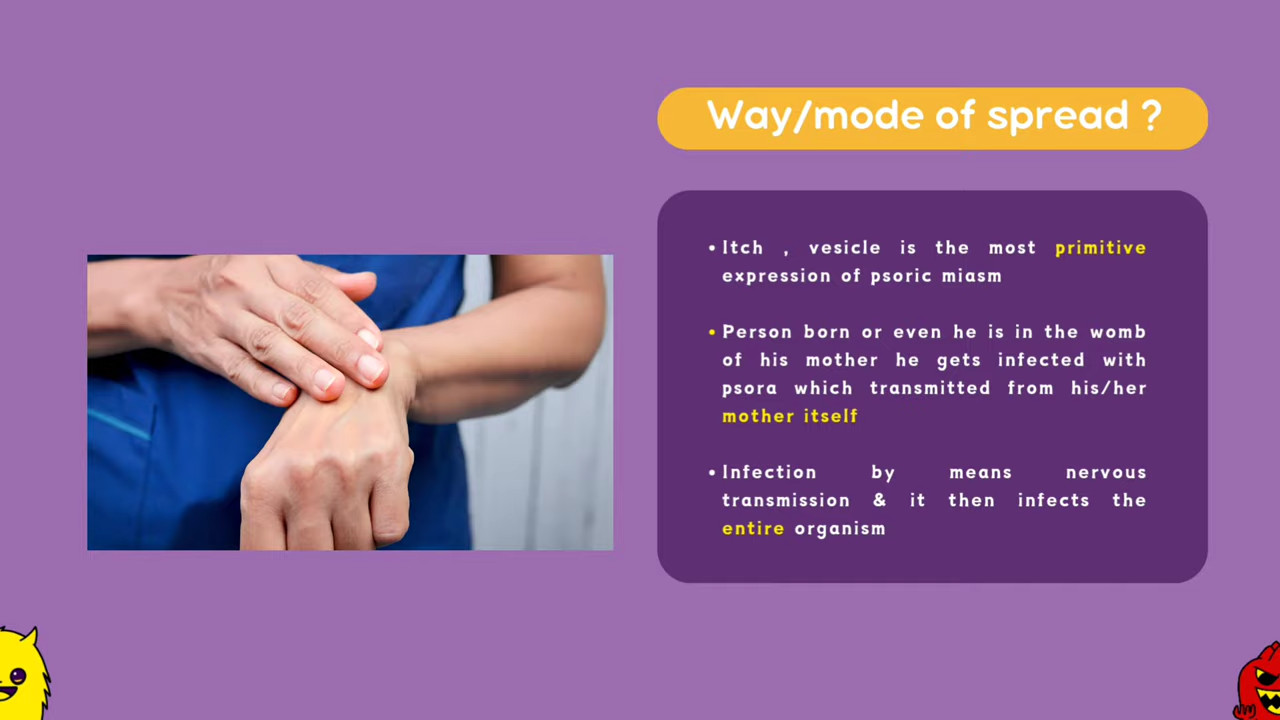 Way/mode of spread ?
• Itch , vesicle is the most primitive
expression of psoric miasm
• Person born or even he is in the womb
of his mother he gets infected with
psora which transmitted from his/her
mother itself
• Infection by means nervous
transmission & it then infects the
entire organism